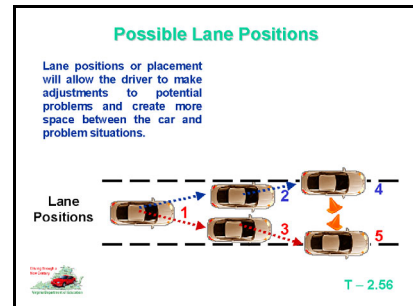 Possible Lane Positions
Lane positions or placement
will allow the driver to make
adjustments to potential
problems and create more
space between the car and
problem situations.
Lane
Positions
1
2
3
4
5
T – 2.56